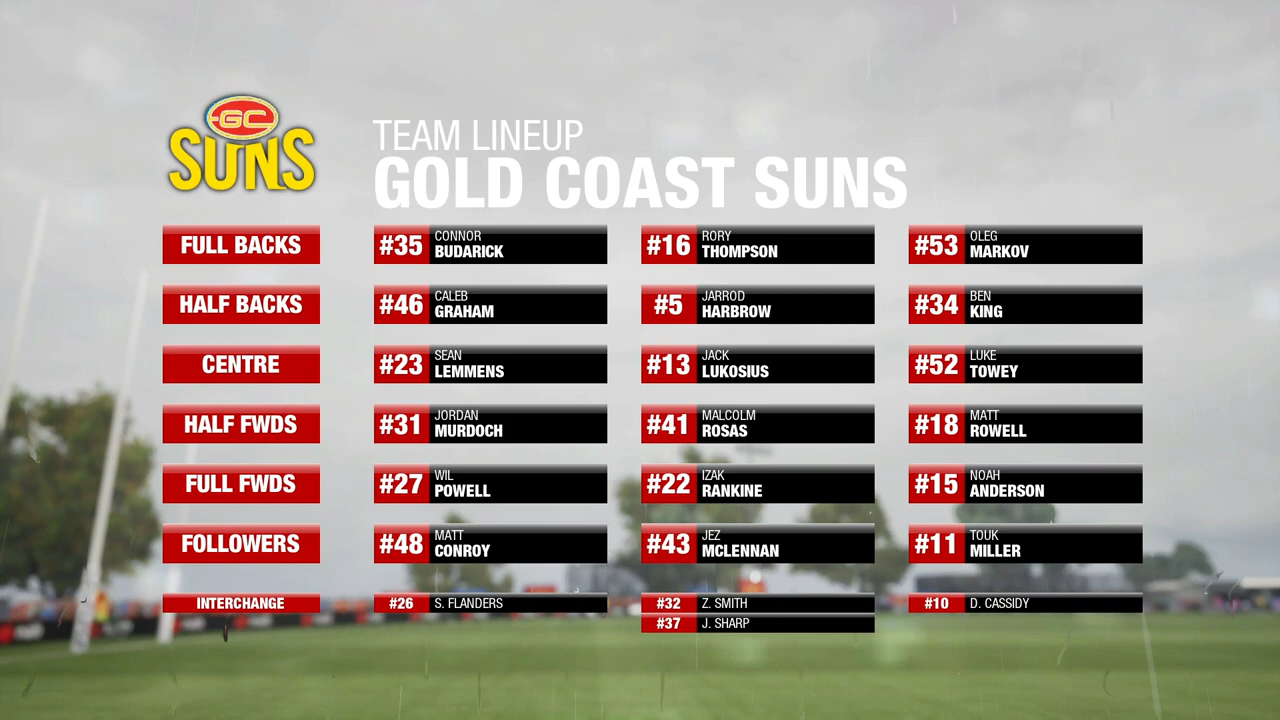 GC
SUNS
TEAM LINEUP
GOLD COAST SUNS
FULL BACKS
#35 CONNOR BUDARICK
#16 RORY THOMPSON
#53 OLEG MARKOV
HALF BACKS
#46 CALEB GRAHAM
#5 JARROD HARBROW
#34 BEN KING
CENTRE
#23 SEAN LEMMENS
#13 JACK LUKOSIUS
#52 LUKE TOWEY
HALF FWDS
#31 JORDAN MURDOCH
#41 MALCOLM ROSAS
#18 MATT ROWELL
FULL FWDS
#27 WIL POWELL
#22 IZAK RANKINE
#15 NOAH ANDERSON
FOLLOWERS
#48 MATT CONROY
#43 JEZ MCLENNAN
#11 TOUK MILLER
INTERCHANGE
#26 S. FLANDERS
#32 Z. SMITH
#10 D. CASSIDY
#37 J. SHARP